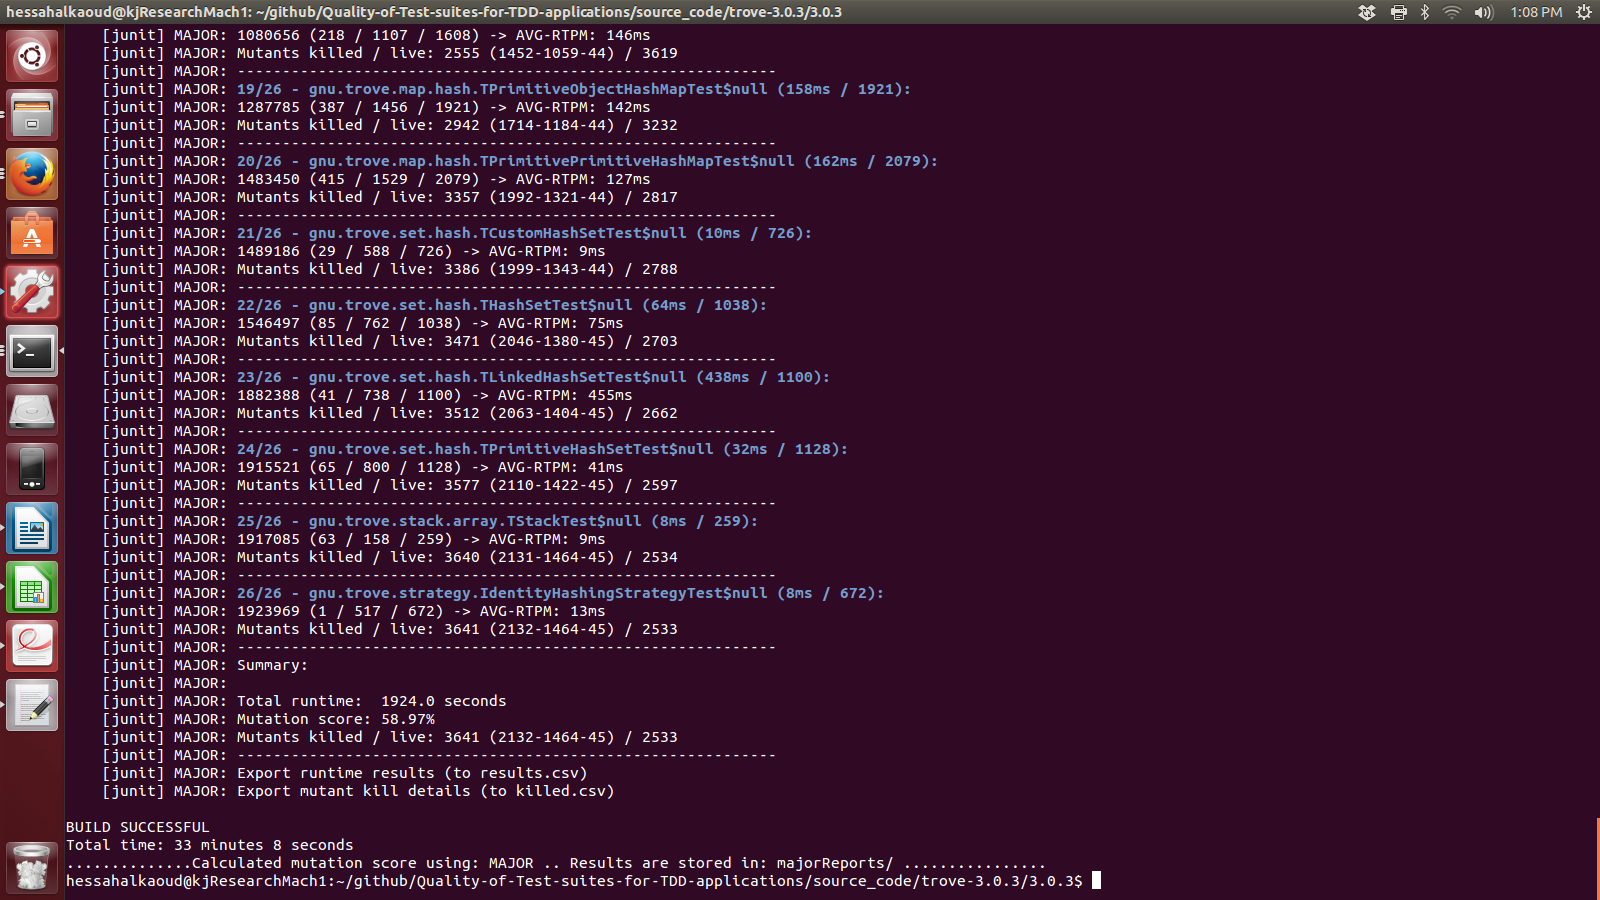 hessahalkaoud@kjResearchMach1: ~/github/Quality-of-Test-suites-for-TDD-applications/source_code/trove-3.0.3/3.0.3 1:08 PM
[junit] MAJOR: 1080656 (218 / 1107 / 1608) -> AVG-RTPM: 146ms
[junit] MAJOR: Mutants killed / live: 2555 (1452-1059-44) / 3619
[junit] MAJOR: ------------------------------------------------------------
[junit] MAJOR: 19/26 - gnu.trove.map.hash.TPrimitiveObjectHashMapTest$null (158ms / 1921):
[junit] MAJOR: 1287785 (387 / 1456 / 1921) -> AVG-RTPM: 142ms
[junit] MAJOR: Mutants killed / live: 2942 (1714-1184-44) / 3232
[junit] MAJOR: ------------------------------------------------------------
[junit] MAJOR: 20/26 - gnu.trove.map.hash.TPrimitivePrimitiveHashMapTest$null (162ms / 2079):
[junit] MAJOR: 1483450 (415 / 1529 / 2079) -> AVG-RTPM: 127ms
[junit] MAJOR: Mutants killed / live: 3357 (1992-1321-44) / 2817
[junit] MAJOR: ------------------------------------------------------------
[junit] MAJOR: 21/26 - gnu.trove.set.hash.TCustomHashSetTest$null (10ms / 726):
[junit] MAJOR: 1489186 (29 / 588 / 726) -> AVG-RTPM: 9ms
[junit] MAJOR: Mutants killed / live: 3386 (1999-1343-44) / 2788
[junit] MAJOR: ------------------------------------------------------------
[junit] MAJOR: 22/26 - gnu.trove.set.hash.THashSetTest$null (64ms / 1038):
[junit] MAJOR: 1546497 (85 / 762 / 1038) -> AVG-RTPM: 75ms
[junit] MAJOR: Mutants killed / live: 3471 (2046-1380-45) / 2703
[junit] MAJOR: ------------------------------------------------------------
[junit] MAJOR: 23/26 - gnu.trove.set.hash.TLinkedHashSetTest$null (438ms / 1100):
[junit] MAJOR: 1882388 (41 / 738 / 1100) -> AVG-RTPM: 455ms
[junit] MAJOR: Mutants killed / live: 3512 (2063-1404-45) / 2662
[junit] MAJOR: ------------------------------------------------------------
[junit] MAJOR: 24/26 - gnu.trove.set.hash.TPrimitiveHashSetTest$null (32ms / 1128):
[junit] MAJOR: 1915521 (65 / 800 / 1128) -> AVG-RTPM: 41ms
[junit] MAJOR: Mutants killed / live: 3577 (2110-1422-45) / 2597
[junit] MAJOR: ------------------------------------------------------------
[junit] MAJOR: 25/26 - gnu.trove.stack.array.TStackTest$null (8ms / 259):
[junit] MAJOR: 1917085 (63 / 158 / 259) -> AVG-RTPM: 9ms
[junit] MAJOR: Mutants killed / live: 3640 (2131-1464-45) / 2534
[junit] MAJOR: ------------------------------------------------------------
[junit] MAJOR: 26/26 - gnu.trove.strategy.IdentityHashingStrategyTest$null (8ms / 672):
[junit] MAJOR: 1923969 (1 / 517 / 672) -> AVG-RTPM: 13ms
[junit] MAJOR: Mutants killed / live: 3641 (2132-1464-45) / 2533
[junit] MAJOR: ------------------------------------------------------------
[junit] MAJOR: Summary:
[junit] MAJOR:
[junit] MAJOR: Total runtime:  1924.0 seconds
[junit] MAJOR: Mutation score: 58.97%
[junit] MAJOR: Mutants killed / live: 3641 (2132-1464-45) / 2533
[junit] MAJOR: ------------------------------------------------------------
[junit] MAJOR: Export runtime results (to results.csv)
[junit] MAJOR: Export mutant kill details (to killed.csv)
BUILD SUCCESSFUL
Total time: 33 minutes 8 seconds
..............Calculated mutation score using: MAJOR .. Results are stored in: majorReports/ ................
hessahalkaoud@kjResearchMach1:~/github/Quality-of-Test-suites-for-TDD-applications/source_code/trove-3.0.3/3.0.3$